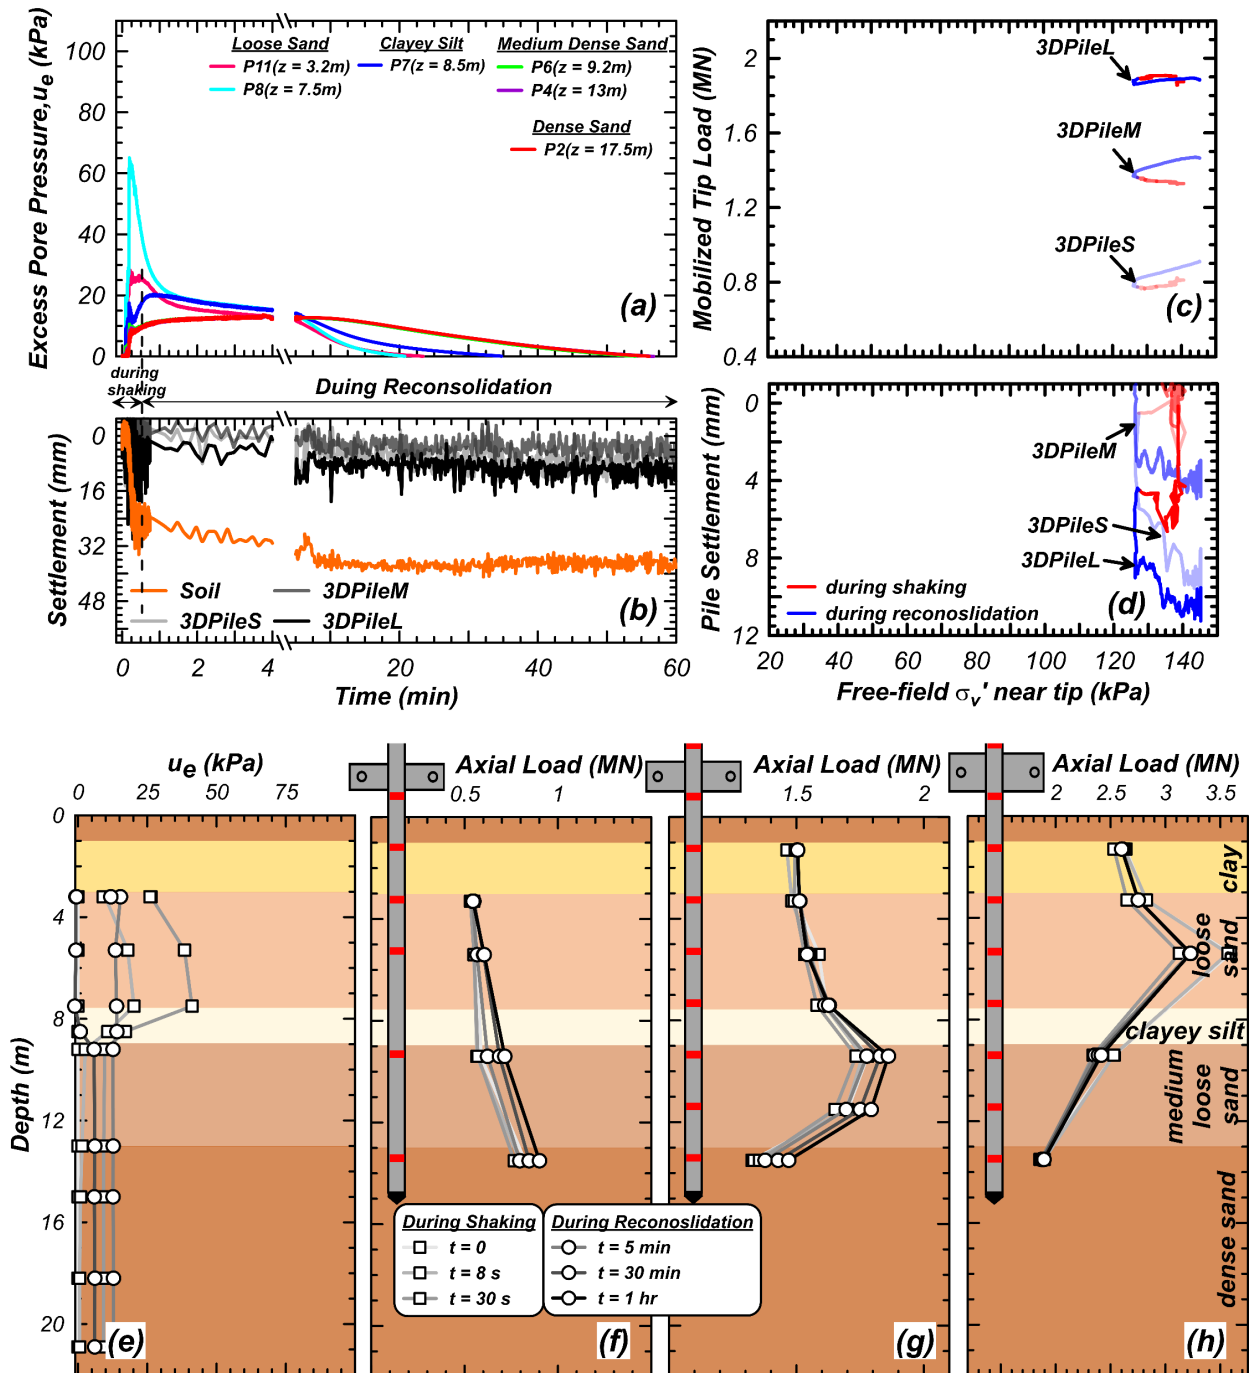 Excess Pore Pressure,ue (kPa)
100
80
60
40
20
0
Loose Sand
P11(z = 3.2m)
P8(z = 7.5m)
Clayey Silt
P7(z = 8.5m)
Medium Dense Sand
P6(z = 9.2m)
P4(z = 13m)
Dense Sand
P2(z = 17.5m)
(a)
during
shaking
Duing Reconsolidation
Settlement (mm)
0
16
32
48
Soil
3DPileS
3DPileM
3DPileL
(b)
0 2 4 20 40 60
Time (min)
Mobilized Tip Load (MN)
2
1.6
1.2
0.8
0.4
3DPileL
3DPileM
3DPileS
(c)
Pile Settlement (mm)
0
4
8
12
3DPileM
3DPileS
3DPileL
during shaking
during reconoslidation
(d)
20 40 60 80 100 120 140
Free-field σv' near tip (kPa)
ue (kPa)
0 25 50 75
Depth (m)
0
4
8
12
16
20
(e)
Axial Load (MN)
0.5 1
During Shaking
t = 0
t = 8 s
t = 30 s
During Reconoslidation
t = 5 min
t = 30 min
t = 1 hr
(f)
Axial Load (MN)
1.5 2
(g)
Axial Load (MN)
2 2.5 3 3.5
clay
loose
sand
clayey silt
medium
loose
sand
dense sand
(h)